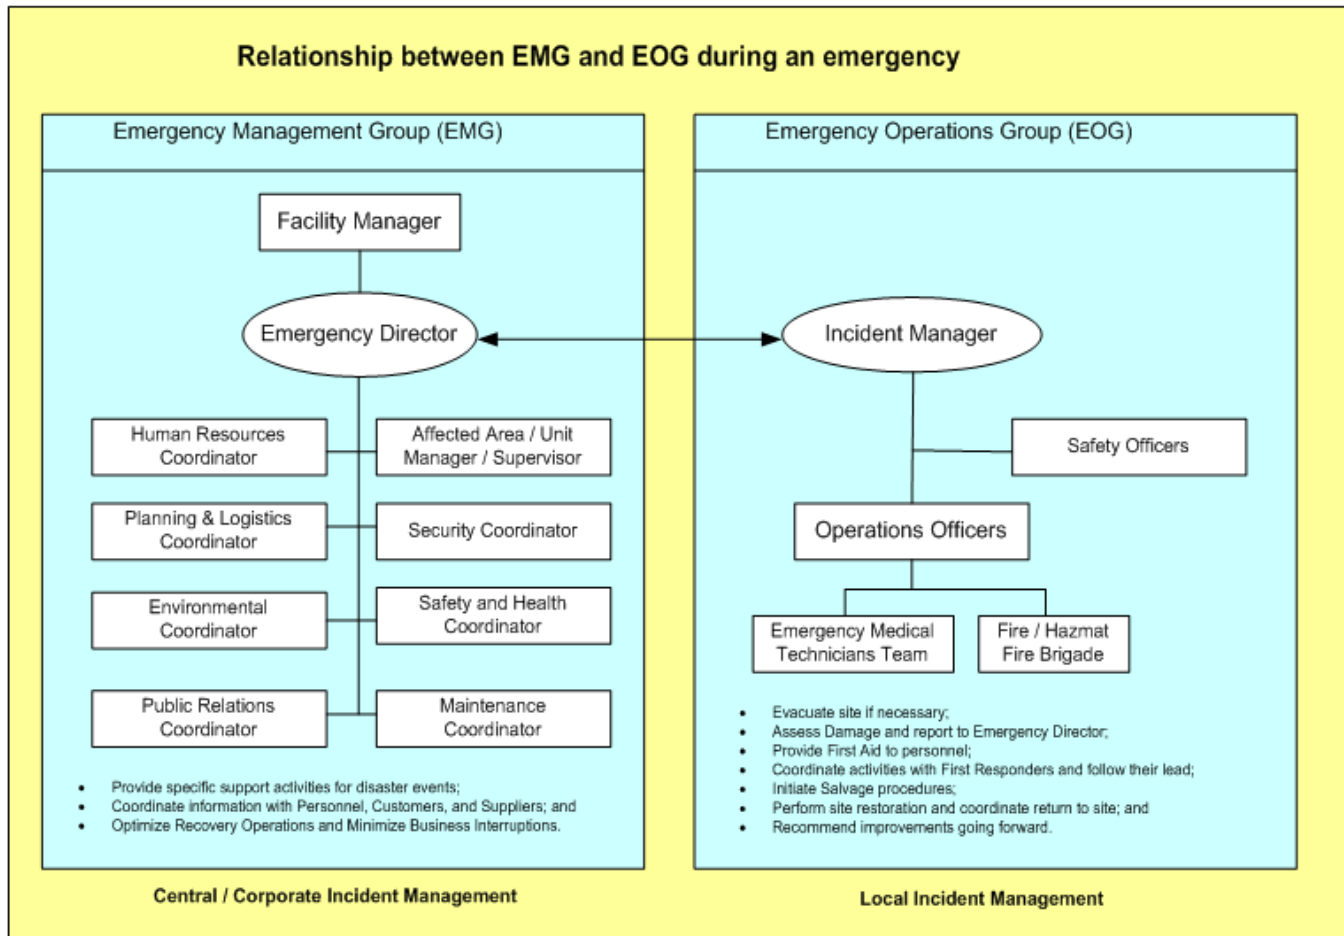 Relationship between EMG and EOG during an emergency
Emergency Management Group (EMG)
Facility Manager
Emergency Director
Human Resources
Coordinator
Affected Area / Unit
Manager / Supervisor
Planning & Logistics
Coordinator
Security Coordinator
Environmental
Coordinator
Safety and Health
Coordinator
Public Relations
Coordinator
Maintenance
Coordinator
• Provide specific support activities for disaster events;
• Coordinate information with Personnel, Customers, and Suppliers; and
• Optimize Recovery Operations and Minimize Business Interruptions.
Central / Corporate Incident Management
Emergency Operations Group (EOG)
Incident Manager
Safety Officers
Operations Officers
Emergency Medical
Technicians Team
Fire / Hazmat
Fire Brigade
• Evacuate site if necessary;
• Assess Damage and report to Emergency Director;
• Provide First Aid to personnel;
• Coordinate activities with First Responders and follow their lead;
• Initiate Salvage procedures;
• Perform site restoration and coordinate return to site; and
• Recommend improvements going forward.
Local Incident Management